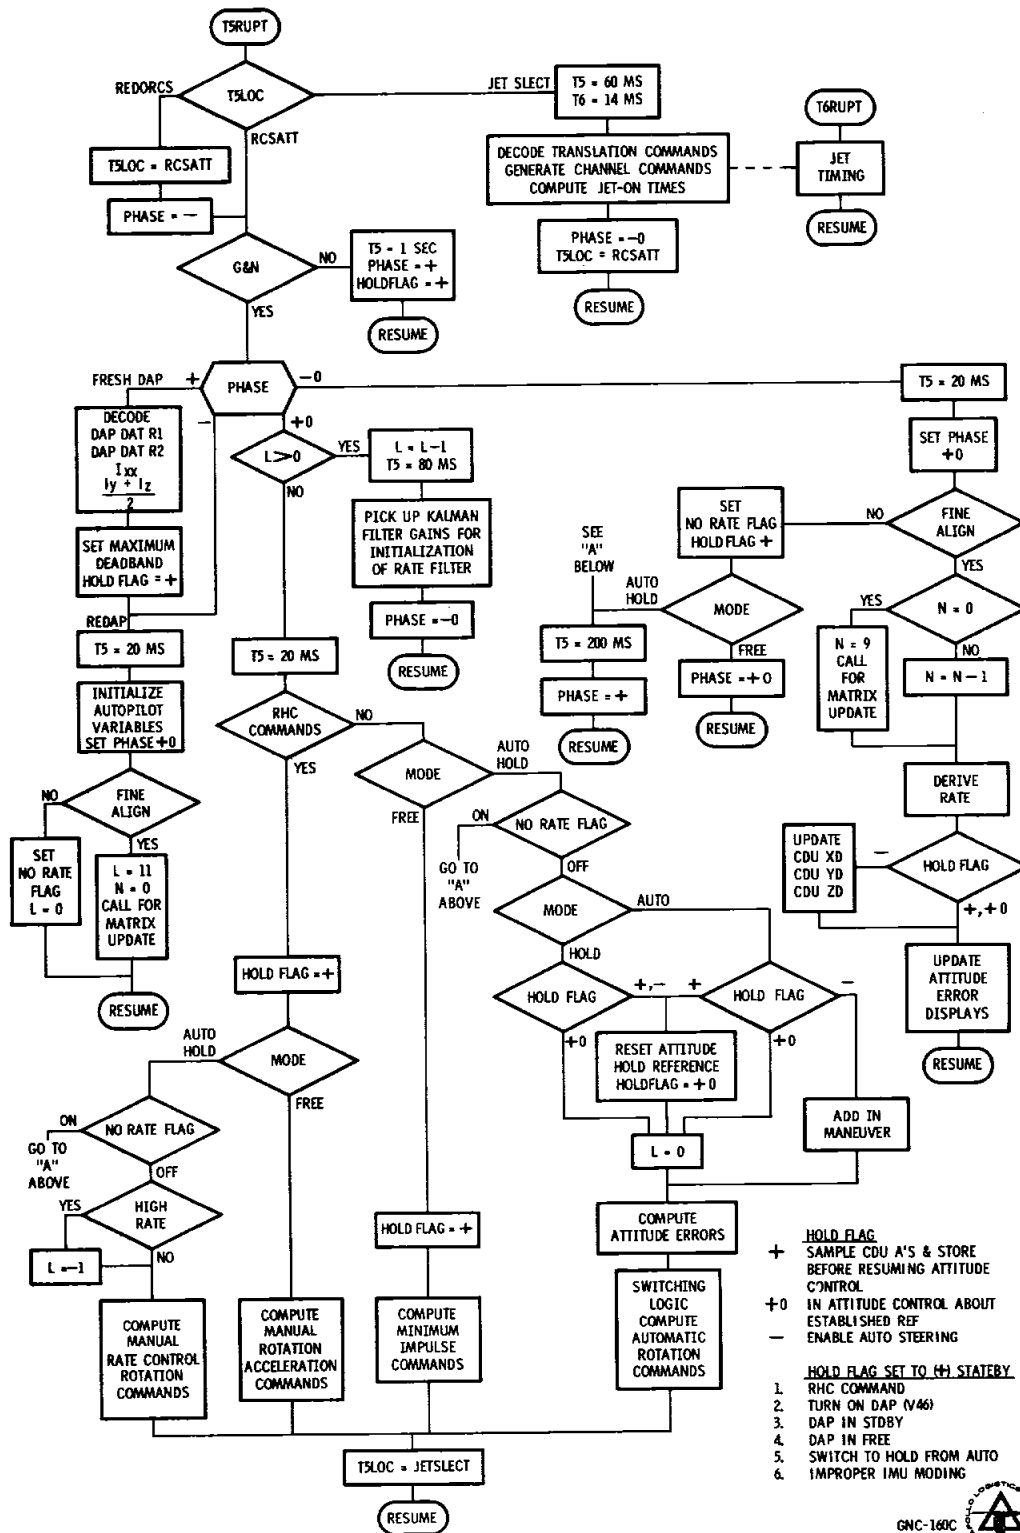 T5RUPT
REDORCS
T5LOC
JET SLECT
RCSATT
T5LOC = RCSATT
PHASE = —
T5 = 60 MS
T6 = 14 MS
DECODE TRANSLATION COMMANDS
GENERATE CHANNEL COMMANDS
COMPUTE JET-ON TIMES
PHASE = -0
T5LOC = RCSATT
RESUME
T6RUPT
JET
TIMING
RESUME
G&N
NO
YES
T5 - 1 SEC
PHASE = +
HOLDFLAG = +
RESUME
FRESH DAP
+
PHASE
-0
—
+0
DECODE
DAP DAT R1
DAP DAT R2
Ixx
Iy + Iz
2
SET MAXIMUM
DEADBAND
HOLD FLAG = +
REDAP
T5 = 20 MS
INITIALIZE
AUTOPILOT
VARIABLES
SET PHASE +0
NO
FINE
ALIGN
YES
SET
NO RATE
FLAG
L = 0
L = 11
N = 0
CALL FOR
MATRIX
UPDATE
RESUME
L > 0
YES
NO
L = L-1
T5 = 80 MS
PICK UP KALMAN
FILTER GAINS FOR
INITIALIZATION
OF RATE FILTER
PHASE = -0
RESUME
T5 = 20 MS
RHC
COMMANDS
NO
YES
HOLD FLAG = +
AUTO
HOLD
MODE
FREE
ON
NO RATE FLAG
GO TO
"A"
ABOVE
OFF
YES
HIGH
RATE
NO
L = -1
COMPUTE
MANUAL
RATE CONTROL
ROTATION
COMMANDS
COMPUTE
MANUAL
ROTATION
ACCELERATION
COMMANDS
MODE
AUTO
HOLD
FREE
HOLD FLAG = +
COMPUTE
MINIMUM
IMPULSE
COMMANDS
ON
NO RATE FLAG
GO TO
"A"
ABOVE
OFF
MODE
AUTO
HOLD
HOLD FLAG
+,-
+
HOLD FLAG
—
+0
+0
RESET ATTITUDE
HOLD REFERENCE
HOLDFLAG = +0
L = 0
ADD IN
MANEUVER
COMPUTE
ATTITUDE ERRORS
SWITCHING
LOGIC
COMPUTE
AUTOMATIC
ROTATION
COMMANDS
T5LOC = JETSLECT
RESUME
T5 = 20 MS
SET PHASE
+0
NO
FINE
ALIGN
YES
SET
NO RATE FLAG
HOLD FLAG +
SEE
"A"
BELOW
AUTO
HOLD
MODE
FREE
T5 = 200 MS
PHASE = +
RESUME
PHASE = +0
RESUME
YES
N = 0
NO
N = 9
CALL
FOR
MATRIX
UPDATE
N = N-1
DERIVE
RATE
UPDATE
CDU XD
CDU YD
CDU ZD
—
HOLD FLAG
+,+0
UPDATE
ATTITUDE
ERROR
DISPLAYS
RESUME
HOLD FLAG
+ SAMPLE CDU A'S & STORE
BEFORE RESUMING ATTITUDE
CONTROL
+0 IN ATTITUDE CONTROL ABOUT
ESTABLISHED REF
— ENABLE AUTO STEERING
HOLD FLAG SET TO (+) STATEBY
1. RHC COMMAND
2. TURN ON DAP (V46)
3. DAP IN STDBY
4. DAP IN FREE
5. SWITCH TO HOLD FROM AUTO
6. IMPROPER IMU MODING
GNC-160C